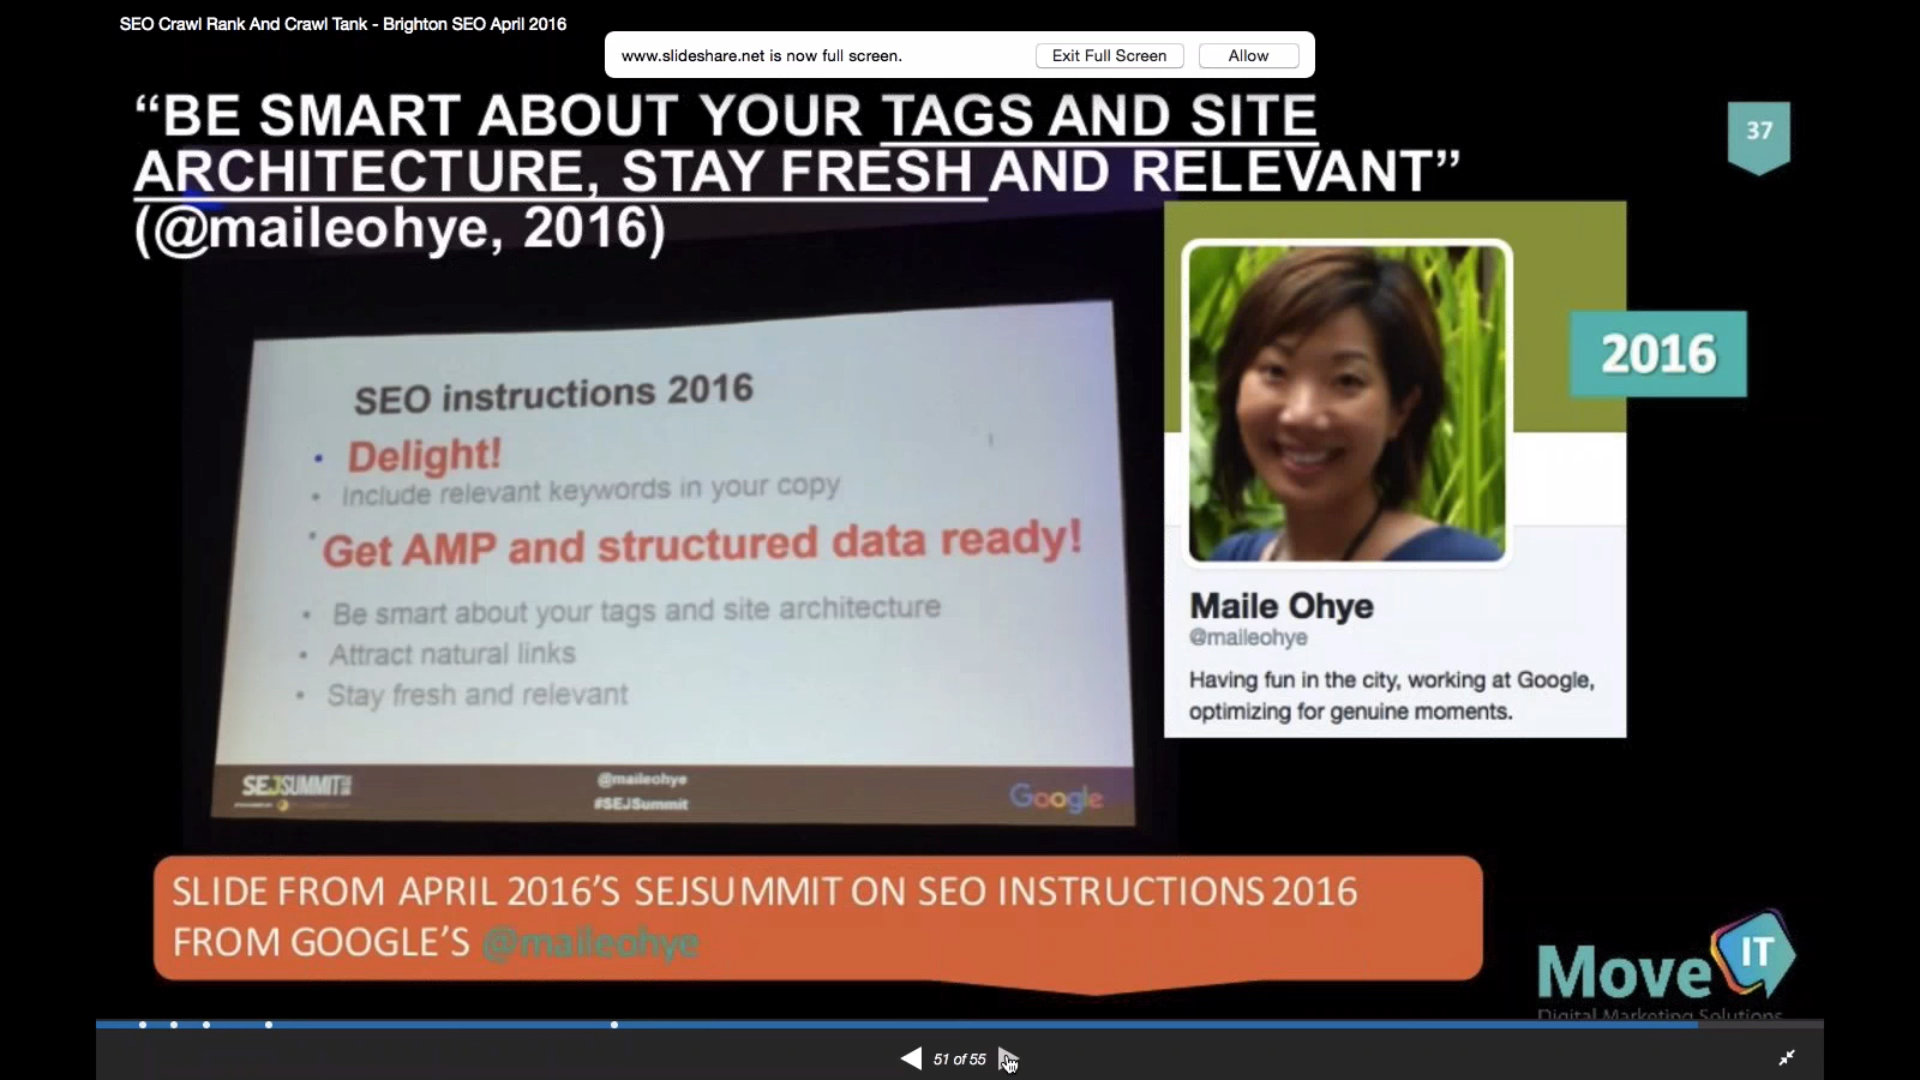 SEO Crawl Rank And Crawl Tank - Brighton SEO April 2016
www.slideshare.net is now full screen.
Exit Full Screen
Allow
“BE SMART ABOUT YOUR TAGS AND SITE
ARCHITECTURE, STAY FRESH AND RELEVANT”
(@maileohye, 2016)
37
2016
SEO instructions 2016
• Delight!
• Include relevant keywords in your copy
• Get AMP and structured data ready!
• Be smart about your tags and site architecture
• Attract natural links
• Stay fresh and relevant
SEJSUMMIT
@maileohye
#SEJSummit
Google
Maile Ohye
@maileohye
Having fun in the city, working at Google,
optimizing for genuine moments.
SLIDE FROM APRIL 2016’S SEJSUMMIT ON SEO INSTRUCTIONS 2016
FROM GOOGLE’S @maileohye
Move IT
Digital Marketing Solutions
51 of 55